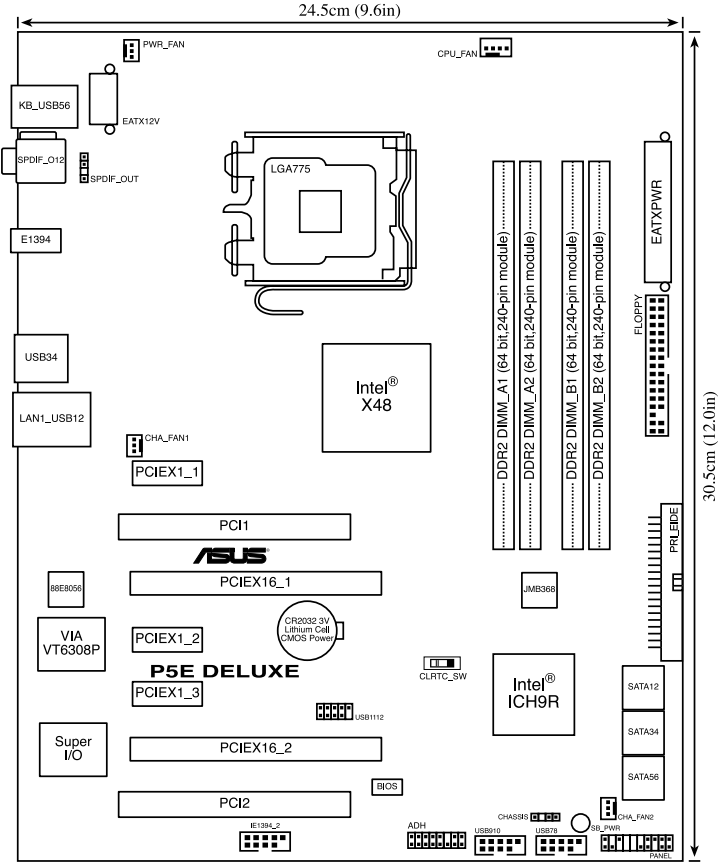 24.5cm (9.6in)
PWR_FAN
CPU_FAN
KB_USB56
EATX12V
SPDIF_O12
SPDIF_OUT
LGA775
E1394
EATXPWR
DDR2 DIMM_A1 (64 bit,240-pin module)
DDR2 DIMM_A2 (64 bit,240-pin module)
DDR2 DIMM_B1 (64 bit,240-pin module)
DDR2 DIMM_B2 (64 bit,240-pin module)
FLOPPY
USB34
Intel®
X48
LAN1_USB12
30.5cm (12.0in)
CHA_FAN1
PCIEX1_1
PCI1
PRI_EIDE
ASUS
88E8056
PCIEX16_1
JMB368
CR2032 3V
Lithium Cell
CMOS Power
VIA
VT6308P
PCIEX1_2
P5E DELUXE
CLRTC_SW
Intel®
ICH9R
SATA12
PCIEX1_3
USB1112
SATA34
Super
I/O
PCIEX16_2
SATA56
BIOS
PCI2
CHASSIS
CHA_FAN2
IE1394_2
ADH
USB910
USB78
SB_PWR
PANEL